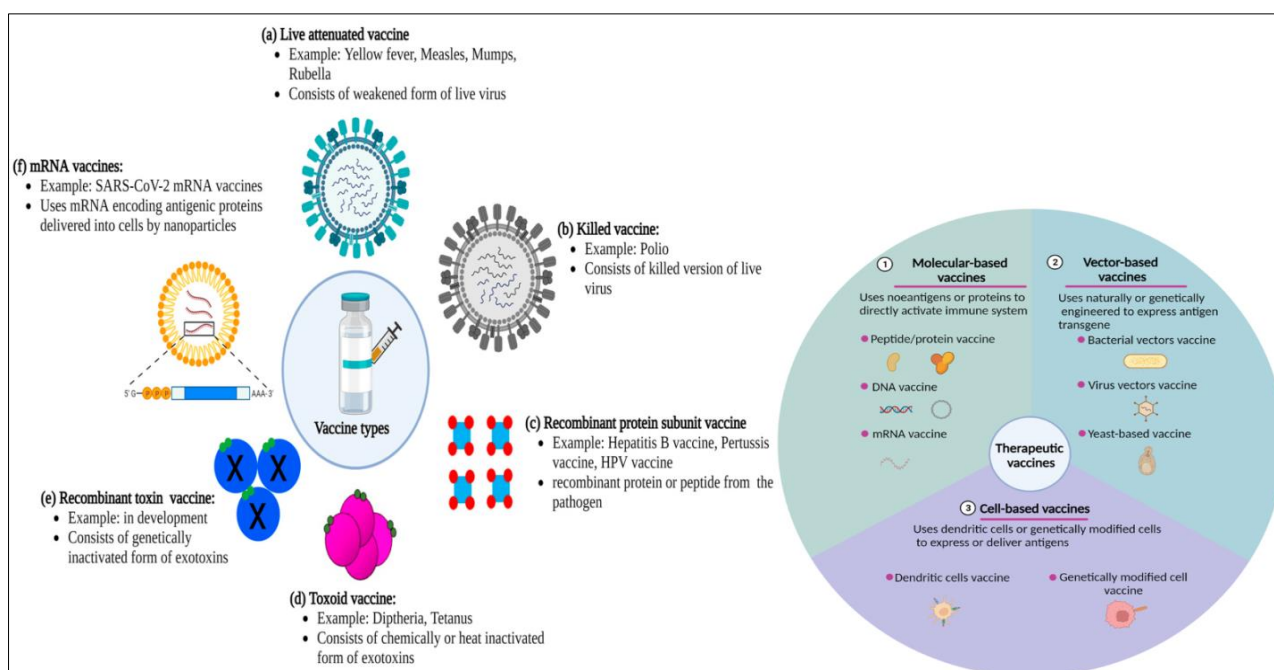 (a) Live attenuated vaccine
• Example: Yellow fever, Measles, Mumps,
Rubella
• Consists of weakened form of live virus
(f) mRNA vaccines:
• Example: SARS-CoV-2 mRNA vaccines
• Uses mRNA encoding antigenic proteins
delivered into cells by nanoparticles
5' G
P P P
AAA-3'
(b) Killed vaccine:
• Example: Polio
• Consists of killed version of live
virus
Vaccine types
(c) Recombinant protein subunit vaccine
• Example: Hepatitis B vaccine, Pertussis
vaccine, HPV vaccine
• recombinant protein or peptide from the
pathogen
X X
X
(e) Recombinant toxin vaccine:
• Example: in development
• Consists of genetically
inactivated form of exotoxins
(d) Toxoid vaccine:
• Example: Diptheria, Tetanus
• Consists of chemically or heat inactivated
form of exotoxins
1 Molecular-based
vaccines
Uses noeantigens or proteins to
directly activate immune system
• Peptide/protein vaccine
• DNA vaccine
• mRNA vaccine
2 Vector-based
vaccines
Uses naturally or genetically
engineered to express antigen
transgene
• Bacterial vectors vaccine
• Virus vectors vaccine
• Yeast-based vaccine
Therapeutic
vaccines
3 Cell-based vaccines
Uses dendritic cells or genetically modified cells
to express or deliver antigens
• Dendritic cells vaccine
• Genetically modified cell
vaccine